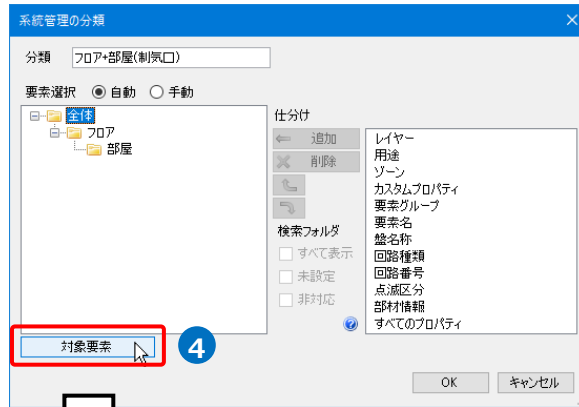 系統管理の分類
分類 フロア+部屋(制気口)
要素選択 自動 手動
全体
フロア
部屋
仕分け
追加
削除
検索フォルダ
すべて表示
未設定
非対応
レイヤー
用途
ゾーン
カスタムプロパティ
要素グループ
要素名
盤名称
回路種類
回路番号
点滅区分
部材情報
すべてのプロパティ
対象要素
4
OK キャンセル